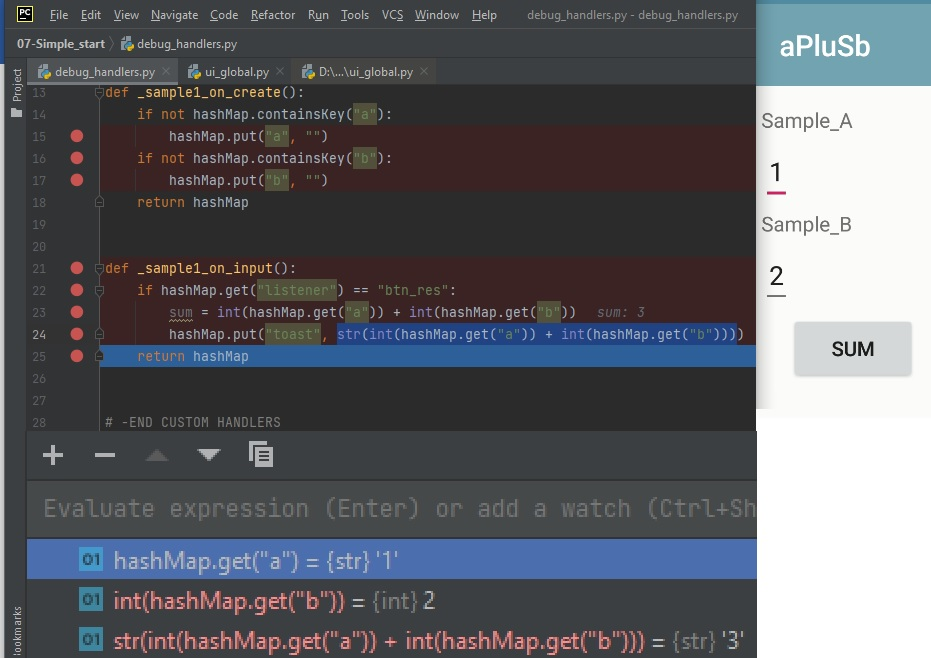 PC File Edit View Navigate Code Refactor Run Tools VCS Window Help debug_handlers.py - debug_handlers.py
07-Simple_start debug_handlers.py
Project
debug_handlers.py ui_global.py D:\...\ui_global.py
13 def _sample1_on_create():
14 if not hashMap.containsKey("a"):
15 hashMap.put("a", "")
16 if not hashMap.containsKey("b"):
17 hashMap.put("b", "")
18 return hashMap
19
20
21 def _sample1_on_input():
22 if hashMap.get("listener") == "btn_res":
23 sum = int(hashMap.get("a")) + int(hashMap.get("b")) sum: 3
24 hashMap.put("toast", str(int(hashMap.get("a")) + int(hashMap.get("b"))))
25 return hashMap
26
27
28 # -END CUSTOM HANDLERS
Evaluate expression (Enter) or add a watch (Ctrl+Sh
01 hashMap.get("a") = {str} '1'
01 int(hashMap.get("b")) = {int} 2
01 str(int(hashMap.get("a")) + int(hashMap.get("b"))) = {str} '3'
ookmarks
aPluSb
Sample_A
1
Sample_B
2
SUM